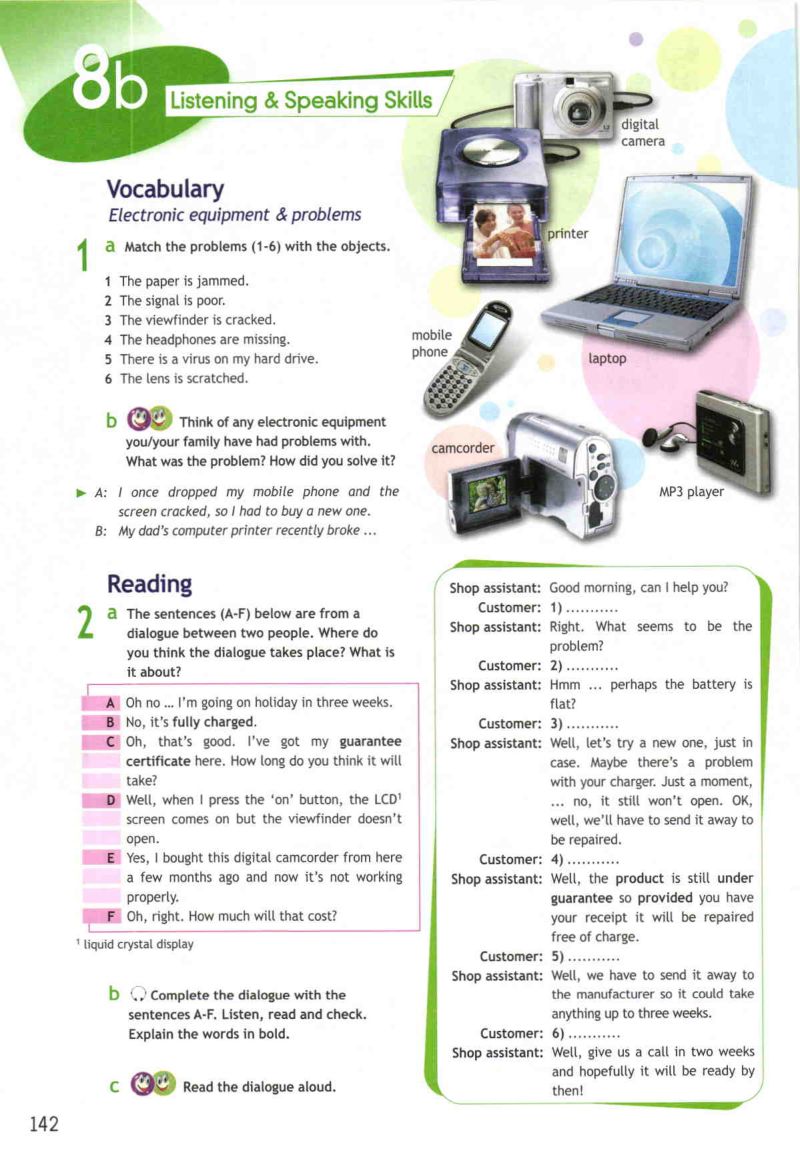 8b
Listening & Speaking Skills
digital
camera
printer
laptop
mobile
phone
camcorder
MP3 player
Vocabulary
Electronic equipment & problems
1 a Match the problems (1-6) with the objects.
1 The paper is jammed.
2 The signal is poor.
3 The viewfinder is cracked.
4 The headphones are missing.
5 There is a virus on my hard drive.
6 The lens is scratched.
b Think of any electronic equipment
you/your family have had problems with.
What was the problem? How did you solve it?
► A: I once dropped my mobile phone and the
screen cracked, so I had to buy a new one.
B: My dad's computer printer recently broke ...
Reading
2 a The sentences (A-F) below are from a
dialogue between two people. Where do
you think the dialogue takes place? What is
it about?
A Oh no ... I'm going on holiday in three weeks.
B No, it's fully charged.
C Oh, that's good. I've got my guarantee
certificate here. How long do you think it will
take?
D Well, when I press the 'on' button, the LCD¹
screen comes on but the viewfinder doesn't
open.
E Yes, I bought this digital camcorder from here
a few months ago and now it's not working
properly.
F Oh, right. How much will that cost?
¹ liquid crystal display
b Complete the dialogue with the
sentences A-F. Listen, read and check.
Explain the words in bold.
c Read the dialogue aloud.
Shop assistant: Good morning, can I help you?
Customer: 1) ...........
Shop assistant: Right. What seems to be the
problem?
Customer: 2) ...........
Shop assistant: Hmm ... perhaps the battery is
flat?
Customer: 3) ...........
Shop assistant: Well, let's try a new one, just in
case. Maybe there's a problem
with your charger. Just a moment,
... no, it still won't open. OK,
well, we'll have to send it away to
be repaired.
Customer: 4) ...........
Shop assistant: Well, the product is still under
guarantee so provided you have
your receipt it will be repaired
free of charge.
Customer: 5) ...........
Shop assistant: Well, we have to send it away to
the manufacturer so it could take
anything up to three weeks.
Customer: 6) ...........
Shop assistant: Well, give us a call in two weeks
and hopefully it will be ready by
then!
142